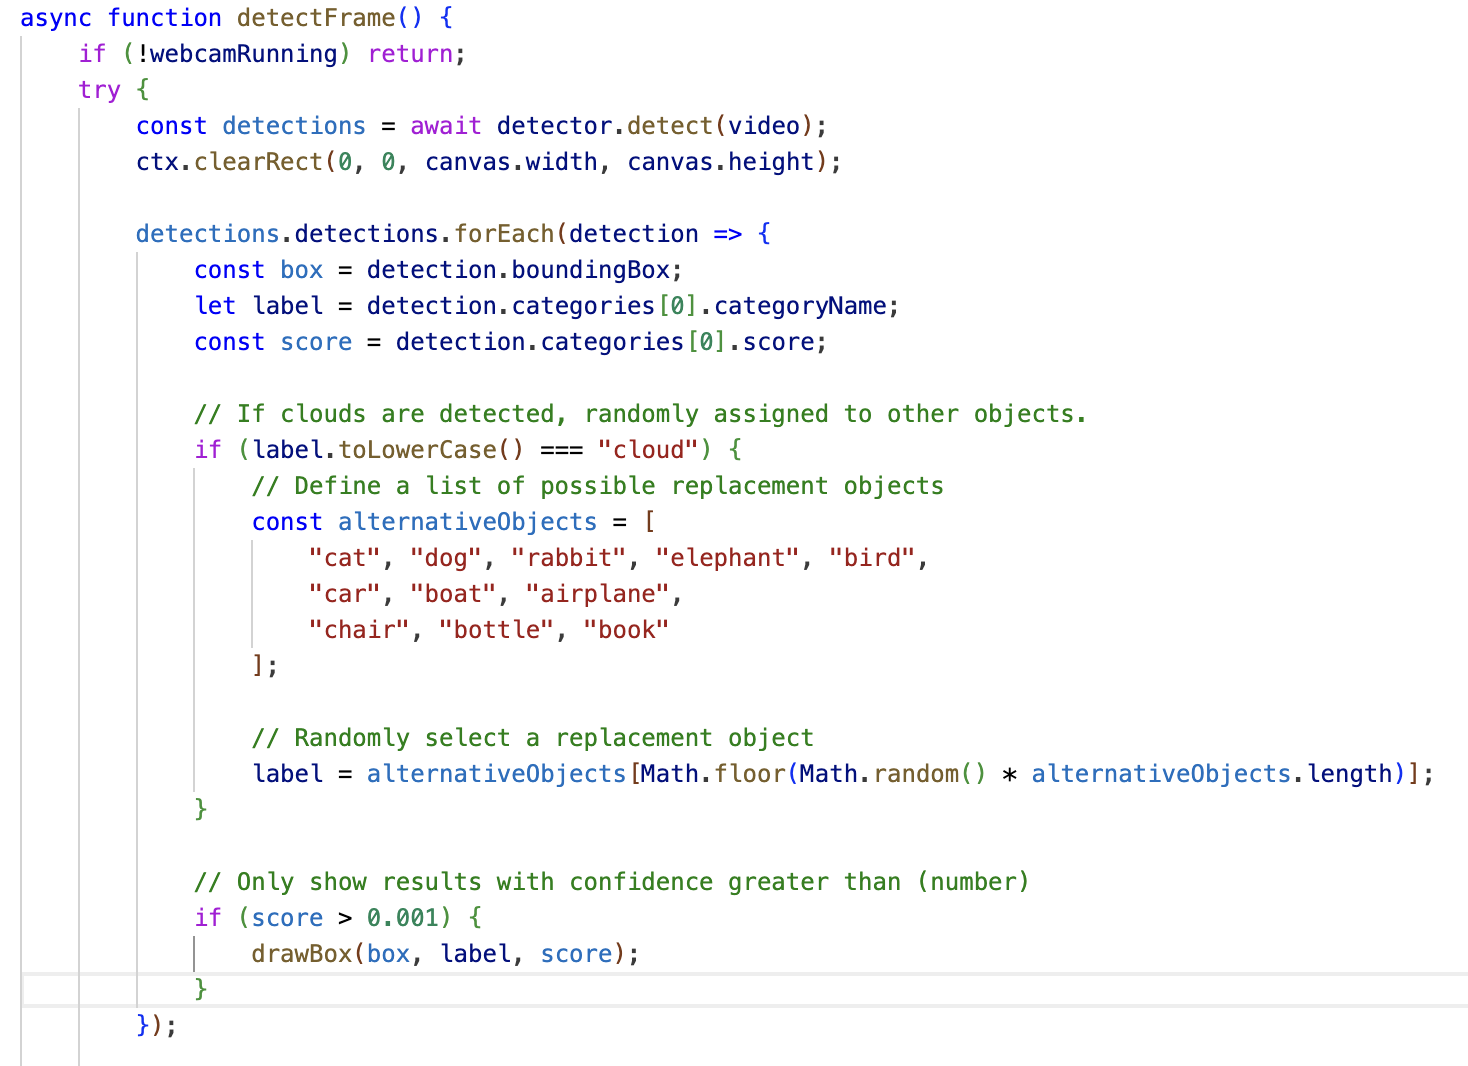 async function detectFrame() {
if (!webcamRunning) return;
try {
const detections = await detector.detect(video);
ctx.clearRect(0, 0, canvas.width, canvas.height);
detections.detections.forEach(detection => {
const box = detection.boundingBox;
let label = detection.categories[0].categoryName;
const score = detection.categories[0].score;
// If clouds are detected, randomly assigned to other objects.
if (label.toLowerCase() === "cloud") {
// Define a list of possible replacement objects
const alternativeObjects = [
"cat", "dog", "rabbit", "elephant", "bird",
"car", "boat", "airplane",
"chair", "bottle", "book"
];
// Randomly select a replacement object
label = alternativeObjects[Math.floor(Math.random() * alternativeObjects.length)];
}
// Only show results with confidence greater than (number)
if (score > 0.001) {
drawBox(box, label, score);
}
});